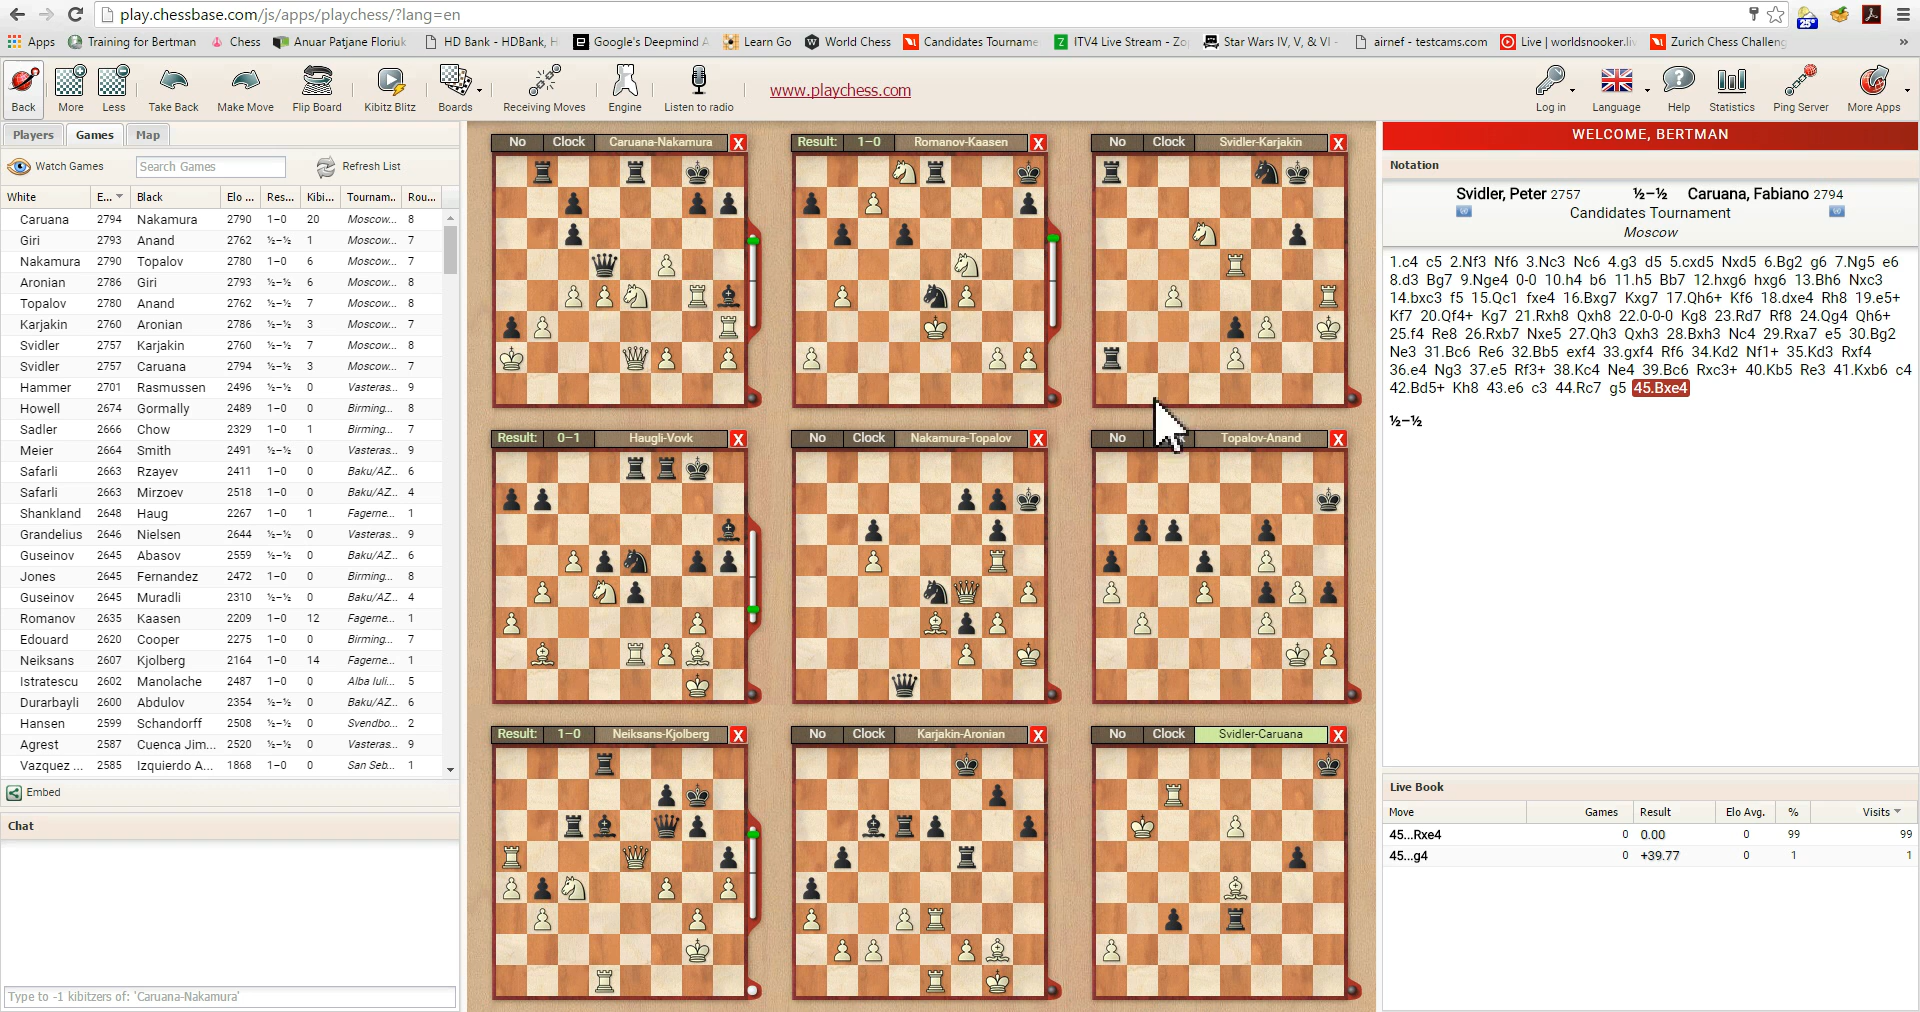 play.chessbase.com/js/apps/playchess/?lang=en
Apps Training for Bertman Chess Anuar Patjane Floriuk HD Bank - HDBank, H Google's Deepmind A Learn Go World Chess Candidates Tourname ITV4 Live Stream - Zo Star Wars IV, V, & VI - airnef - testcams.com Live | worldsnooker.li Zurich Chess Challeng »
25°
Back More Less Take Back Make Move Flip Board Kibitz Blitz Boards Receiving Moves Engine Listen to radio www.playchess.com Log in Language Help Statistics Ping Server More Apps
Players Games Map
Watch Games Search Games Refresh List
White E... Black Elo ... Res... Kibi... Tournam.. Rou...
Caruana 2794 Nakamura 2790 1-0 20 Moscow... 8
Giri 2793 Anand 2762 ½-½ 1 Moscow... 7
Nakamura 2790 Topalov 2780 1-0 6 Moscow... 7
Aronian 2786 Giri 2793 ½-½ 6 Moscow... 8
Topalov 2780 Anand 2762 ½-½ 7 Moscow... 8
Karjakin 2760 Aronian 2786 ½-½ 3 Moscow... 7
Svidler 2757 Karjakin 2760 ½-½ 7 Moscow... 8
Svidler 2757 Caruana 2794 ½-½ 3 Moscow... 7
Hammer 2701 Rasmussen 2496 ½-½ 0 Vasteras... 9
Howell 2674 Gormally 2489 ½-½ 0 Birming... 8
Sadler 2666 Chow 2329 1-0 1 Birming... 7
Meier 2664 Smith 2491 ½-½ 0 Vasteras... 9
Safarli 2663 Rzayev 2411 1-0 0 Baku/AZ... 6
Safarli 2663 Mirzoev 2518 1-0 0 Baku/AZ... 4
Shankland 2648 Haug 2267 1-0 1 Fagerne... 1
Grandelius 2646 Nielsen 2644 ½-½ 0 Vasteras... 9
Guseinov 2645 Abasov 2559 ½-½ 0 Baku/AZ... 6
Jones 2645 Fernandez 2472 1-0 0 Birming... 8
Guseinov 2645 Muradli 2310 ½-½ 0 Baku/AZ... 4
Romanov 2635 Kaasen 2209 1-0 12 Fagerne... 1
Edouard 2620 Cooper 2275 1-0 0 Birming... 7
Neiksans 2607 Kjolberg 2164 1-0 14 Fagerne... 1
Istratescu 2602 Manolache 2487 1-0 0 Alba Iuli... 5
Durarbayli 2600 Abdulov 2354 ½-½ 0 Baku/AZ... 6
Hansen 2599 Schandorff 2508 ½-½ 0 Svendbo... 2
Agrest 2587 Cuenca Jim... 2520 ½-½ 0 Vasteras... 9
Vazquez ... 2585 Izquierdo A... 1868 1-0 0 San Seb... 1
Embed
Chat
Type to -1 kibitzers of: 'Caruana-Nakamura'
No Clock Caruana-Nakamura X
Result: 1-0 Romanov-Kaasen X
No Clock Svidler-Karjakin X
Result: 0-1 Haugli-Vovk X
No Clock Nakamura-Topalov X
No Topalov-Anand X
Result: 1-0 Neiksans-Kjolberg X
No Clock Karjakin-Aronian X
No Clock Svidler-Caruana X
WELCOME, BERTMAN
Notation
Svidler, Peter 2757 ½-½ Caruana, Fabiano 2794
Candidates Tournament
Moscow
1.c4 c5 2.Nf3 Nf6 3.Nc3 Nc6 4.g3 d5 5.cxd5 Nxd5 6.Bg2 g6 7.Ng5 e6
8.d3 Bg7 9.Nge4 0-0 10.h4 b6 11.h5 Bb7 12.hxg6 hxg6 13.Bh6 Nxc3
14.bxc3 f5 15.Qc1 fxe4 16.Bxg7 Kxg7 17.Qh6+ Kf6 18.dxe4 Rh8 19.e5+
Kf7 20.Qf4+ Kg7 21.Rxh8 Qxh8 22.0-0-0 Kg8 23.Rd7 Rf8 24.Qg4 Qh6+
25.f4 Re8 26.Rxb7 Nxe5 27.Qh3 Qxh3 28.Bxh3 Nc4 29.Rxa7 e5 30.Bg2
Ne3 31.Bc6 Re6 32.Bb5 exf4 33.gxf4 Rf6 34.Kd2 Nf1+ 35.Kd3 Rxf4
36.e4 Ng3 37.e5 Rf3+ 38.Kc4 Ne4 39.Bc6 Rxc3+ 40.Kb5 Re3 41.Kxb6 c4
42.Bd5+ Kh8 43.e6 c3 44.Rc7 g5 45.Bxe4
½-½
Live Book
Move Games Result Elo Avg. % Visits
45...Rxe4 0 0.00 0 99 99
45...g4 0 +39.77 0 1 1